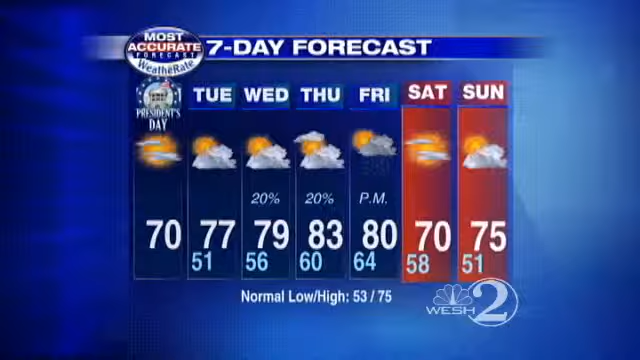 MOST
ACCURATE
FORECAST
WeatheRate
7-DAY FORECAST
PRESIDENT'S
DAY
TUE WED THU FRI SAT SUN
20% 20% P.M.
70 77 79 83 80 70 75
51 56 60 64 58 51
Normal Low/High: 53 / 75
WESH 2